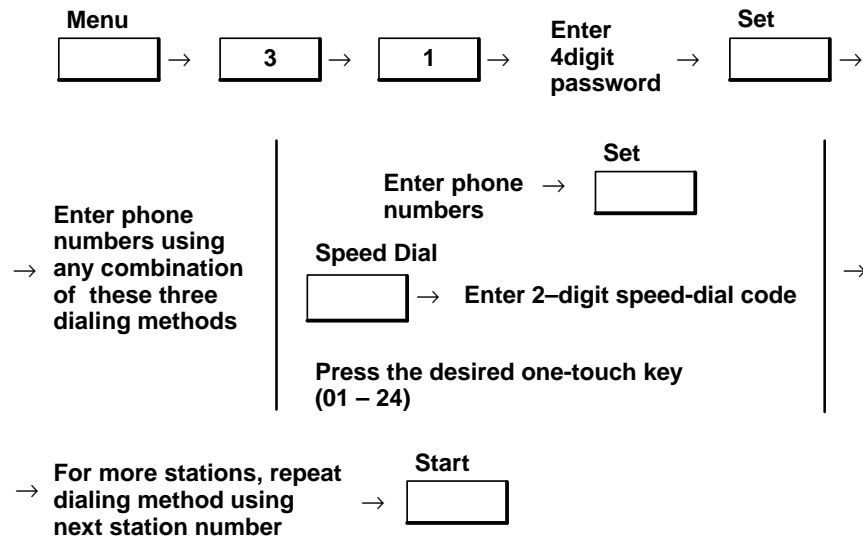 Menu
3
1
Enter
4digit
password
Set
Enter phone
numbers using
any combination
of these three
dialing methods
Enter phone
numbers
Set
Speed Dial
Enter 2–digit speed-dial code
Press the desired one-touch key
(01 – 24)
For more stations, repeat
dialing method using
next station number
Start